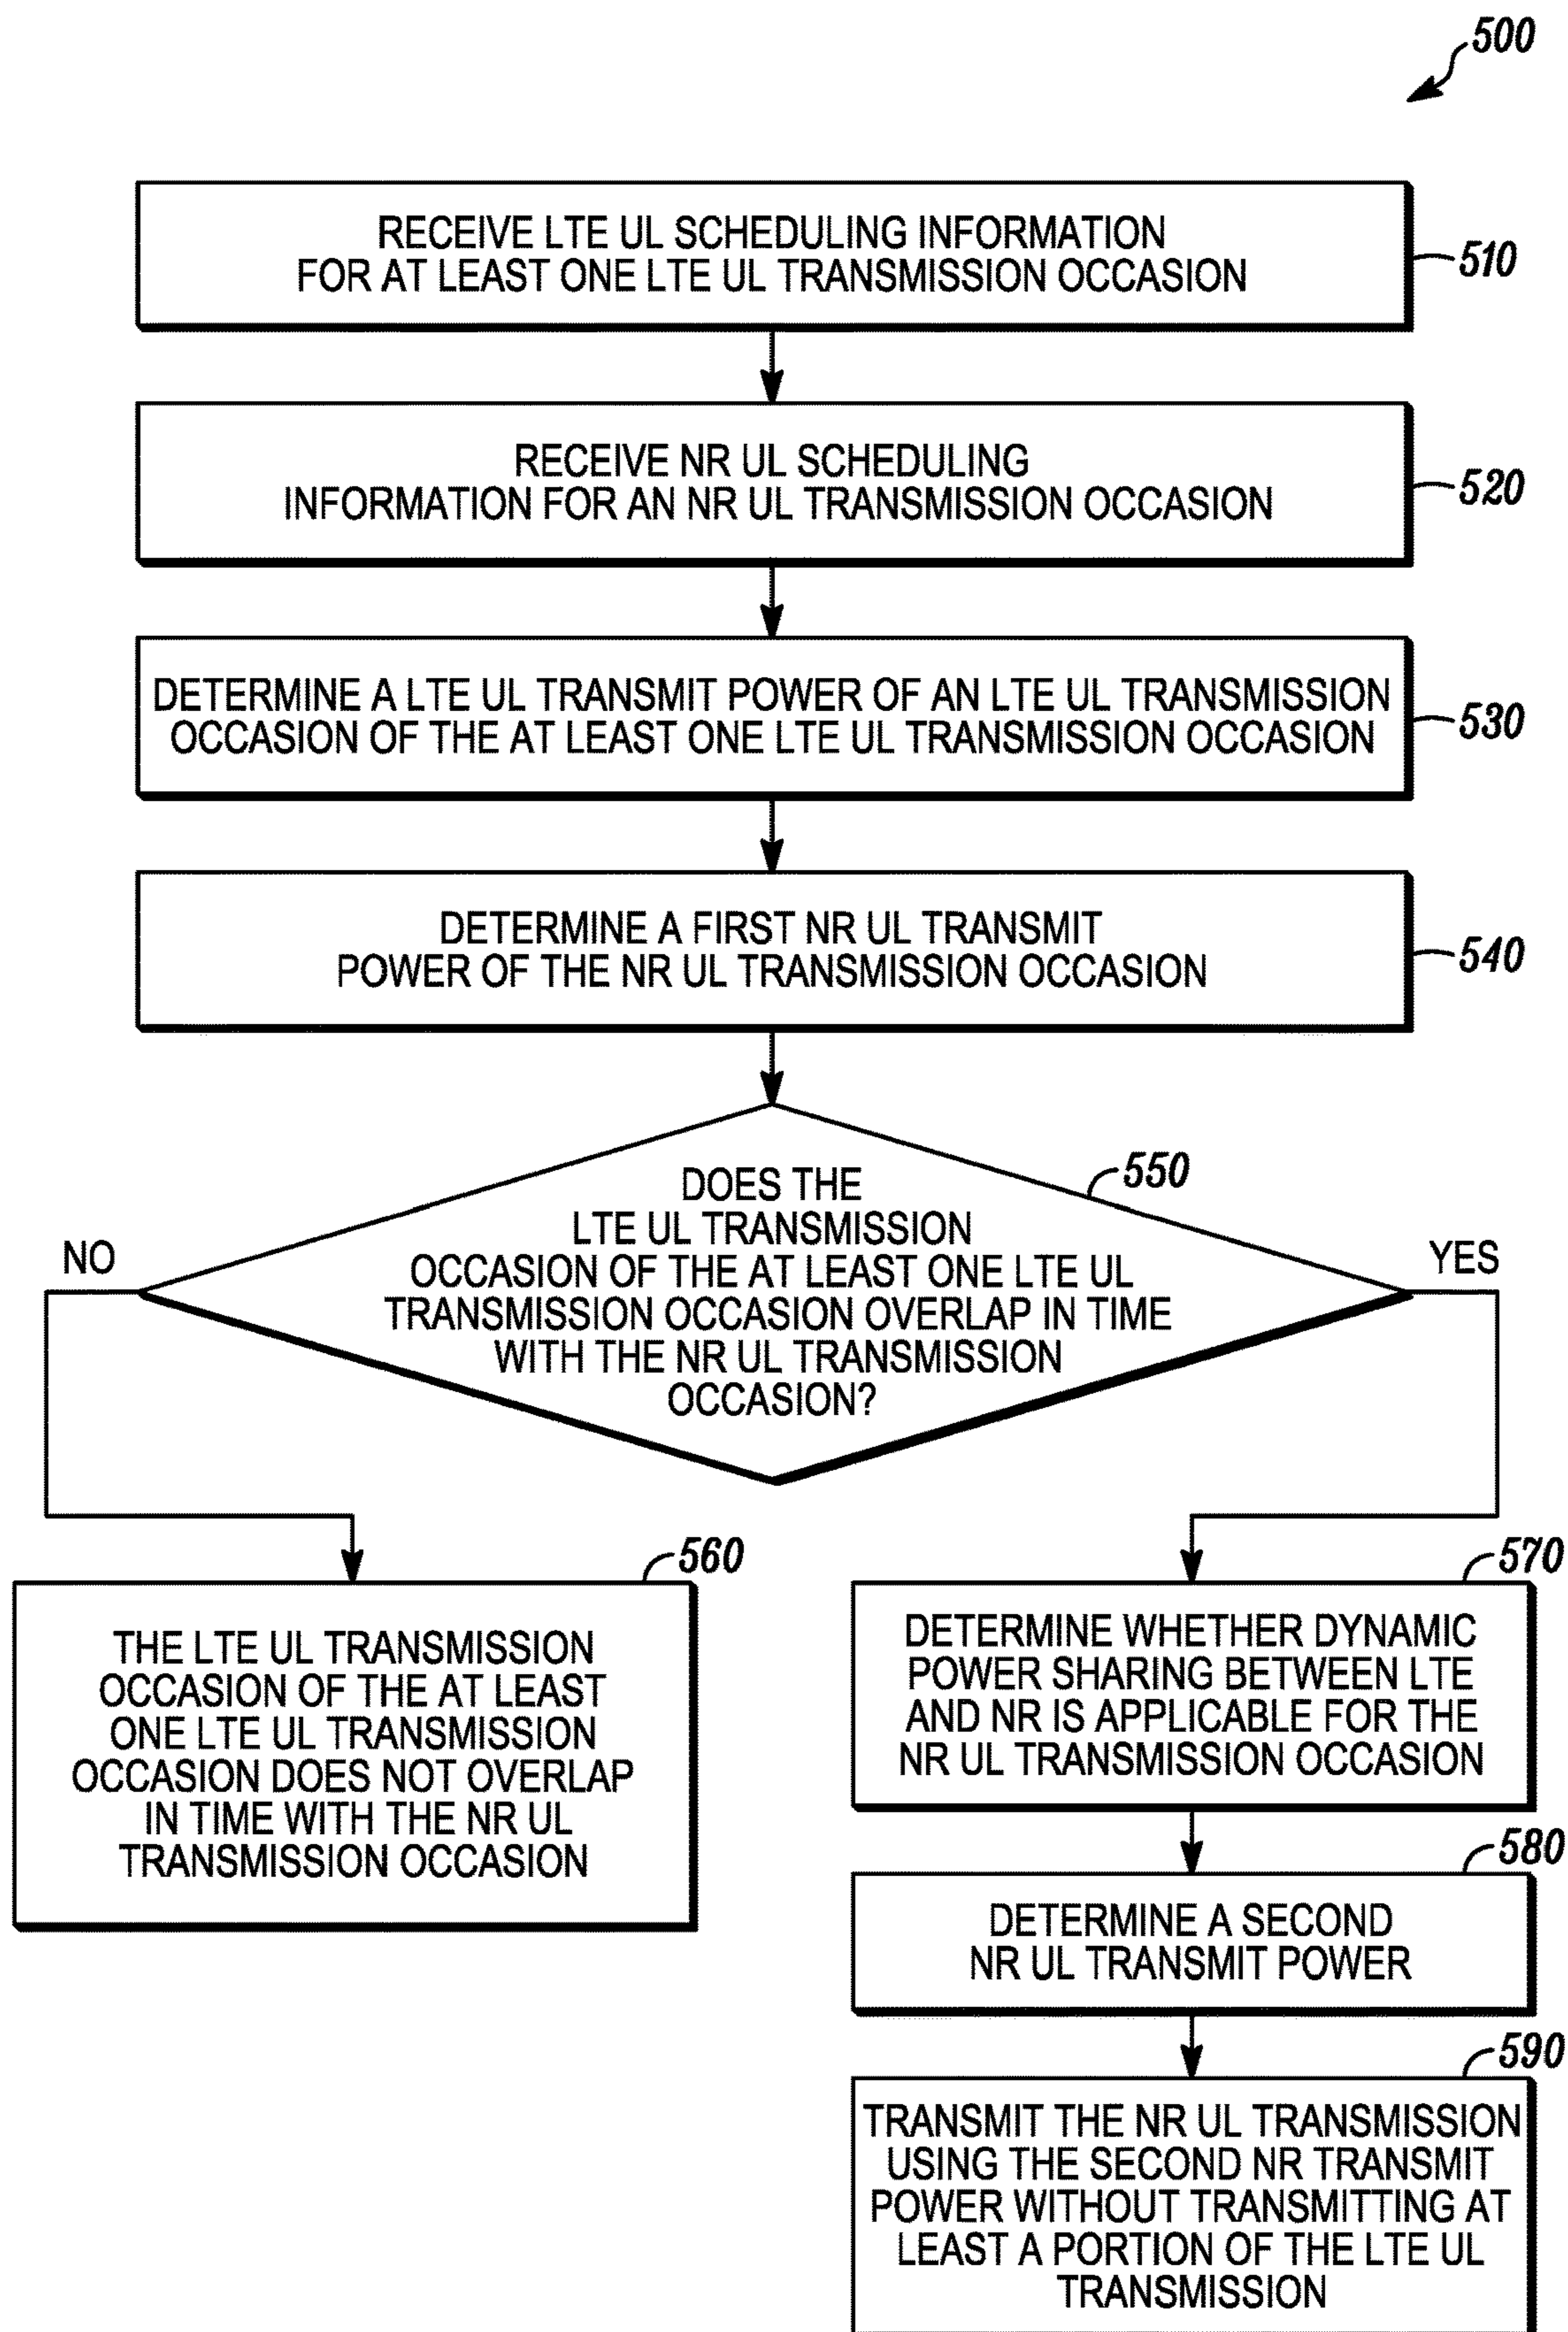 500
RECEIVE LTE UL SCHEDULING INFORMATION
FOR AT LEAST ONE LTE UL TRANSMISSION OCCASION
510
RECEIVE NR UL SCHEDULING
INFORMATION FOR AN NR UL TRANSMISSION OCCASION
520
DETERMINE A LTE UL TRANSMIT POWER OF AN LTE UL TRANSMISSION
OCCASION OF THE AT LEAST ONE LTE UL TRANSMISSION OCCASION
530
DETERMINE A FIRST NR UL TRANSMIT
POWER OF THE NR UL TRANSMISSION OCCASION
540
550
DOES THE
LTE UL TRANSMISSION
OCCASION OF THE AT LEAST ONE LTE UL
TRANSMISSION OCCASION OVERLAP IN TIME
WITH THE NR UL TRANSMISSION
OCCASION?
NO
YES
560
THE LTE UL TRANSMISSION
OCCASION OF THE AT LEAST
ONE LTE UL TRANSMISSION
OCCASION DOES NOT OVERLAP
IN TIME WITH THE NR UL
TRANSMISSION OCCASION
570
DETERMINE WHETHER DYNAMIC
POWER SHARING BETWEEN LTE
AND NR IS APPLICABLE FOR THE
NR UL TRANSMISSION OCCASION
580
DETERMINE A SECOND
NR UL TRANSMIT POWER
590
TRANSMIT THE NR UL TRANSMISSION
USING THE SECOND NR TRANSMIT
POWER WITHOUT TRANSMITTING AT
LEAST A PORTION OF THE LTE UL
TRANSMISSION